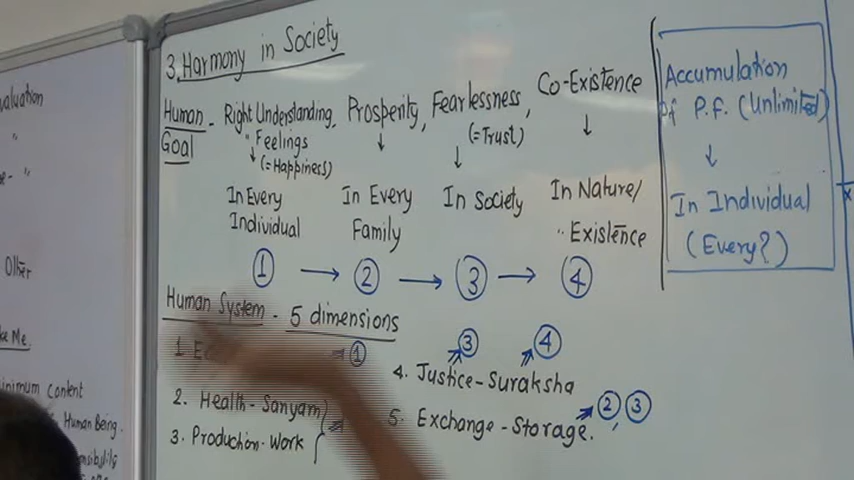 3. Harmony in Society
Human Goal - Right Understanding, Prosperity, Fearlessness, Co-Existence
" Feelings
(=Happiness)
(=Trust)
↓ ↓ ↓ ↓
In Every Individual
In Every Family
In Society
In Nature/
" Existence
① → ② → ③ → ④
Human System - 5 dimensions
1. E
→ ①
2. Health - Sanyam
3. Production - Work
③ ④
4. Justice - Suraksha
5. Exchange - Storage. → ②, ③
Accumulation
of P.F. (Unlimited)
↓
In Individual
(Every?)
valuation
"
"
Other
ke Me.
inimum content
Human Being.